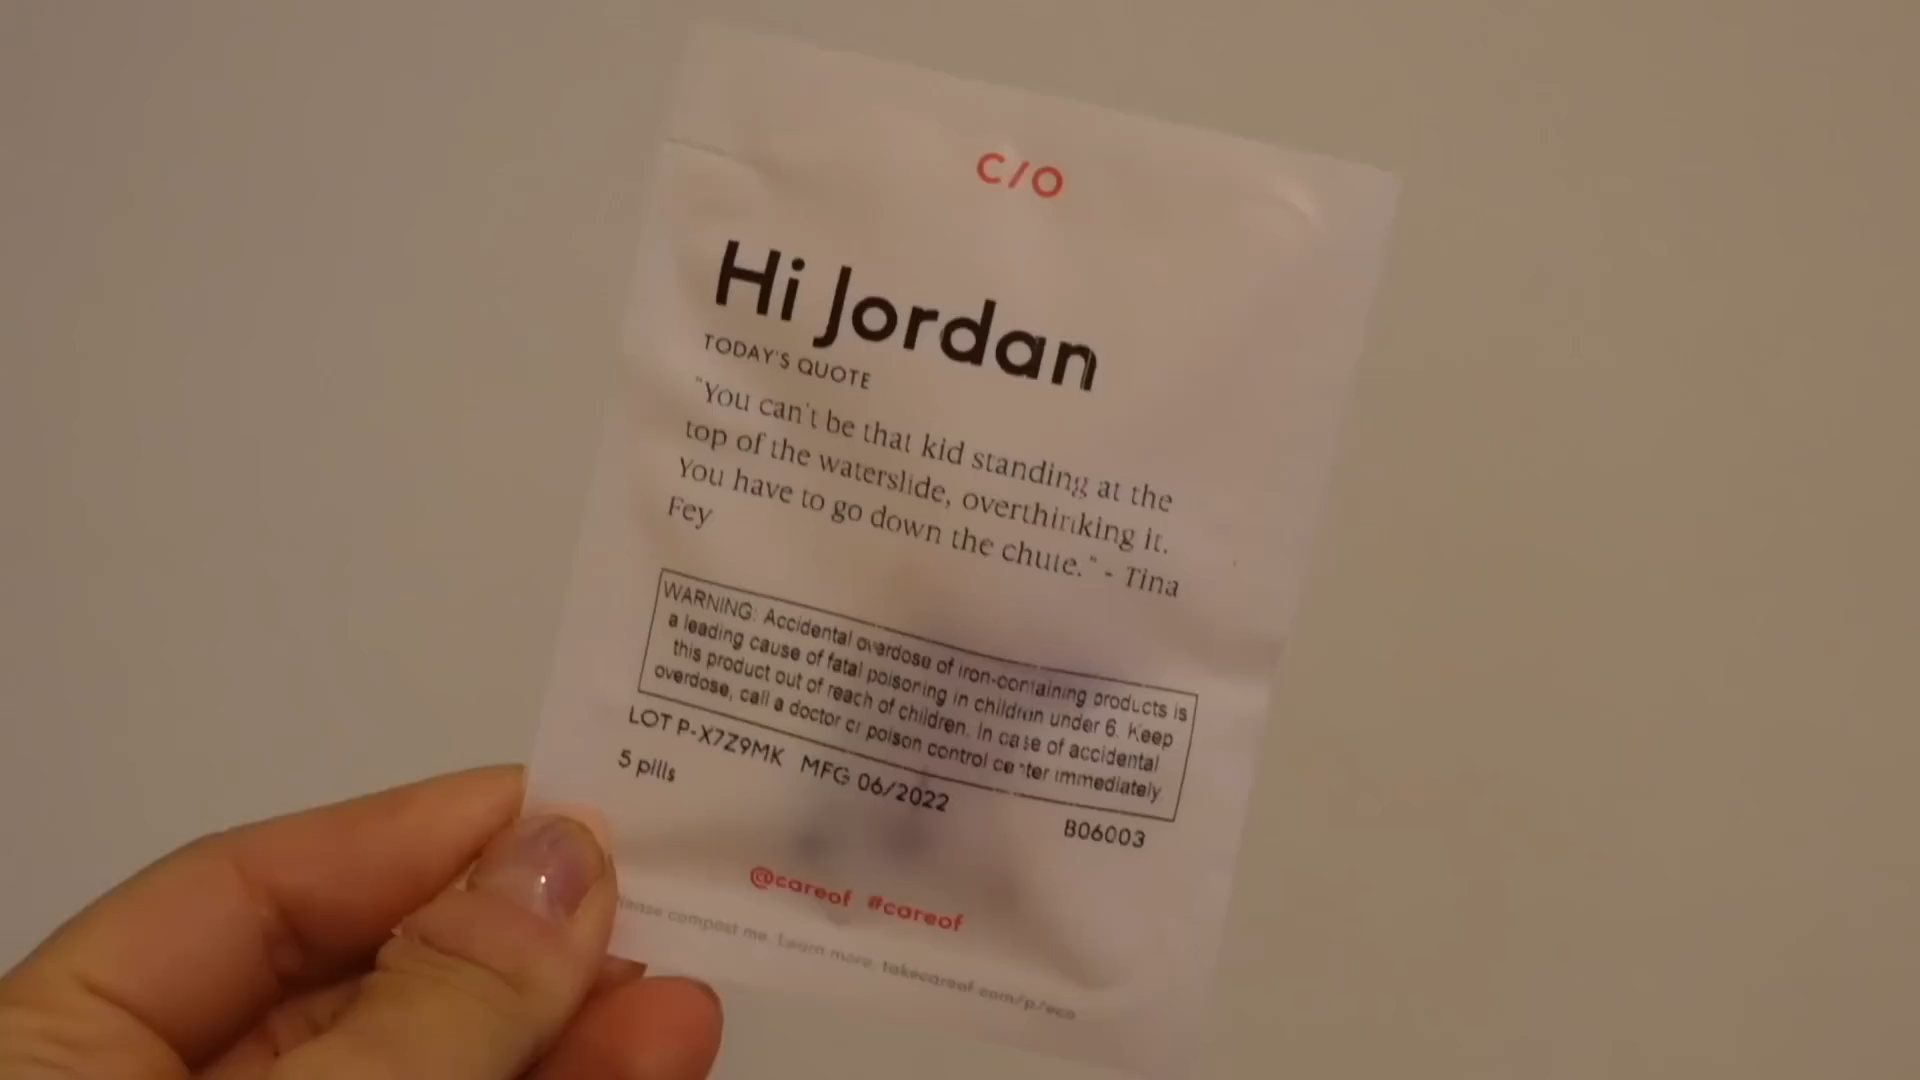 C/O
Hi Jordan
TODAY'S QUOTE
"You can't be that kid standing at the
top of the waterslide, overthinking it.
You have to go down the chute." - Tina
Fey
WARNING: Accidental overdose of iron-containing products is
a leading cause of fatal poisoning in children under 6. Keep
this product out of reach of children. In case of accidental
overdose, call a doctor or poison control center immediately
LOT P-X7Z9MK MFG 06/2022
5 pills
B06003
@careof #careof
Please compost me. Learn more: takecareof.com/p/eco